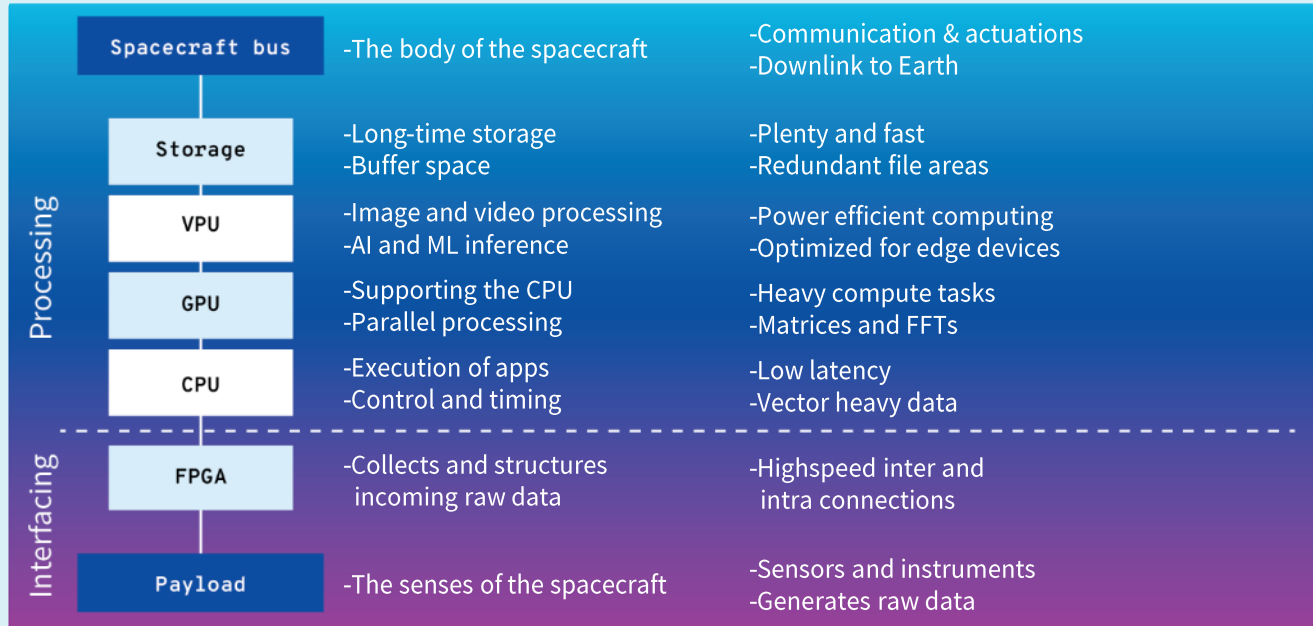 Spacecraft bus
-The body of the spacecraft
-Communication & actuations
-Downlink to Earth
Processing
Storage
-Long-time storage
-Buffer space
-Plenty and fast
-Redundant file areas
VPU
-Image and video processing
-AI and ML inference
-Power efficient computing
-Optimized for edge devices
GPU
-Supporting the CPU
-Parallel processing
-Heavy compute tasks
-Matrices and FFTs
CPU
-Execution of apps
-Control and timing
-Low latency
-Vector heavy data
Interfacing
FPGA
-Collects and structures
incoming raw data
-Highspeed inter and
intra connections
Payload
-The senses of the spacecraft
-Sensors and instruments
-Generates raw data